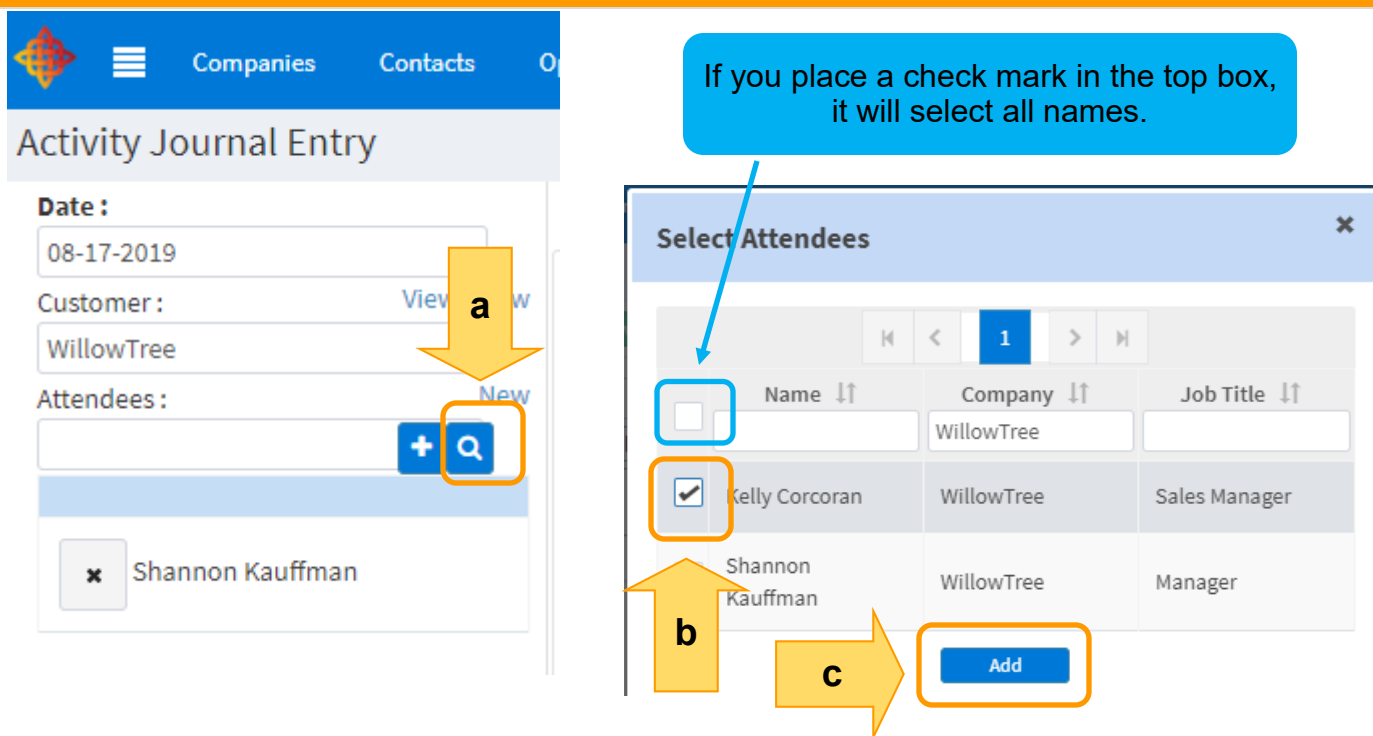 Companies Contacts
Activity Journal Entry
Date :
08-17-2019
Customer : View
WillowTree
Attendees : New
Shannon Kauffman
a
If you place a check mark in the top box,
it will select all names.
Select Attendees
1
Name Company Job Title
WillowTree
Kelly Corcoran WillowTree Sales Manager
Shannon
Kauffman WillowTree Manager
Add
b
c